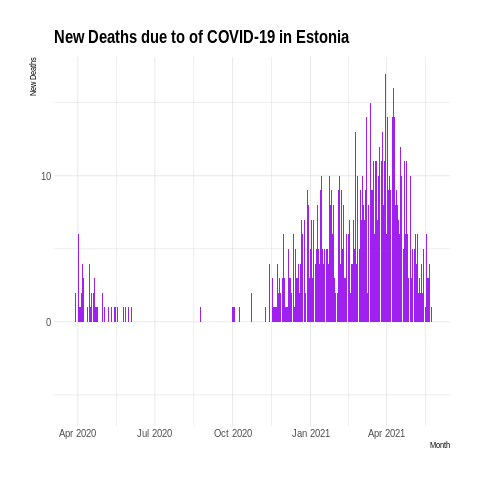 New Deaths due to of COVID-19 in Estonia
New Deaths
10
0
Apr 2020 Jul 2020 Oct 2020 Jan 2021 Apr 2021
Month